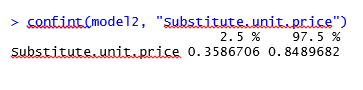 > confint(model2, "Substitute.unit.price")
2.5 % 97.5 %
Substitute.unit.price 0.3586706 0.8489682